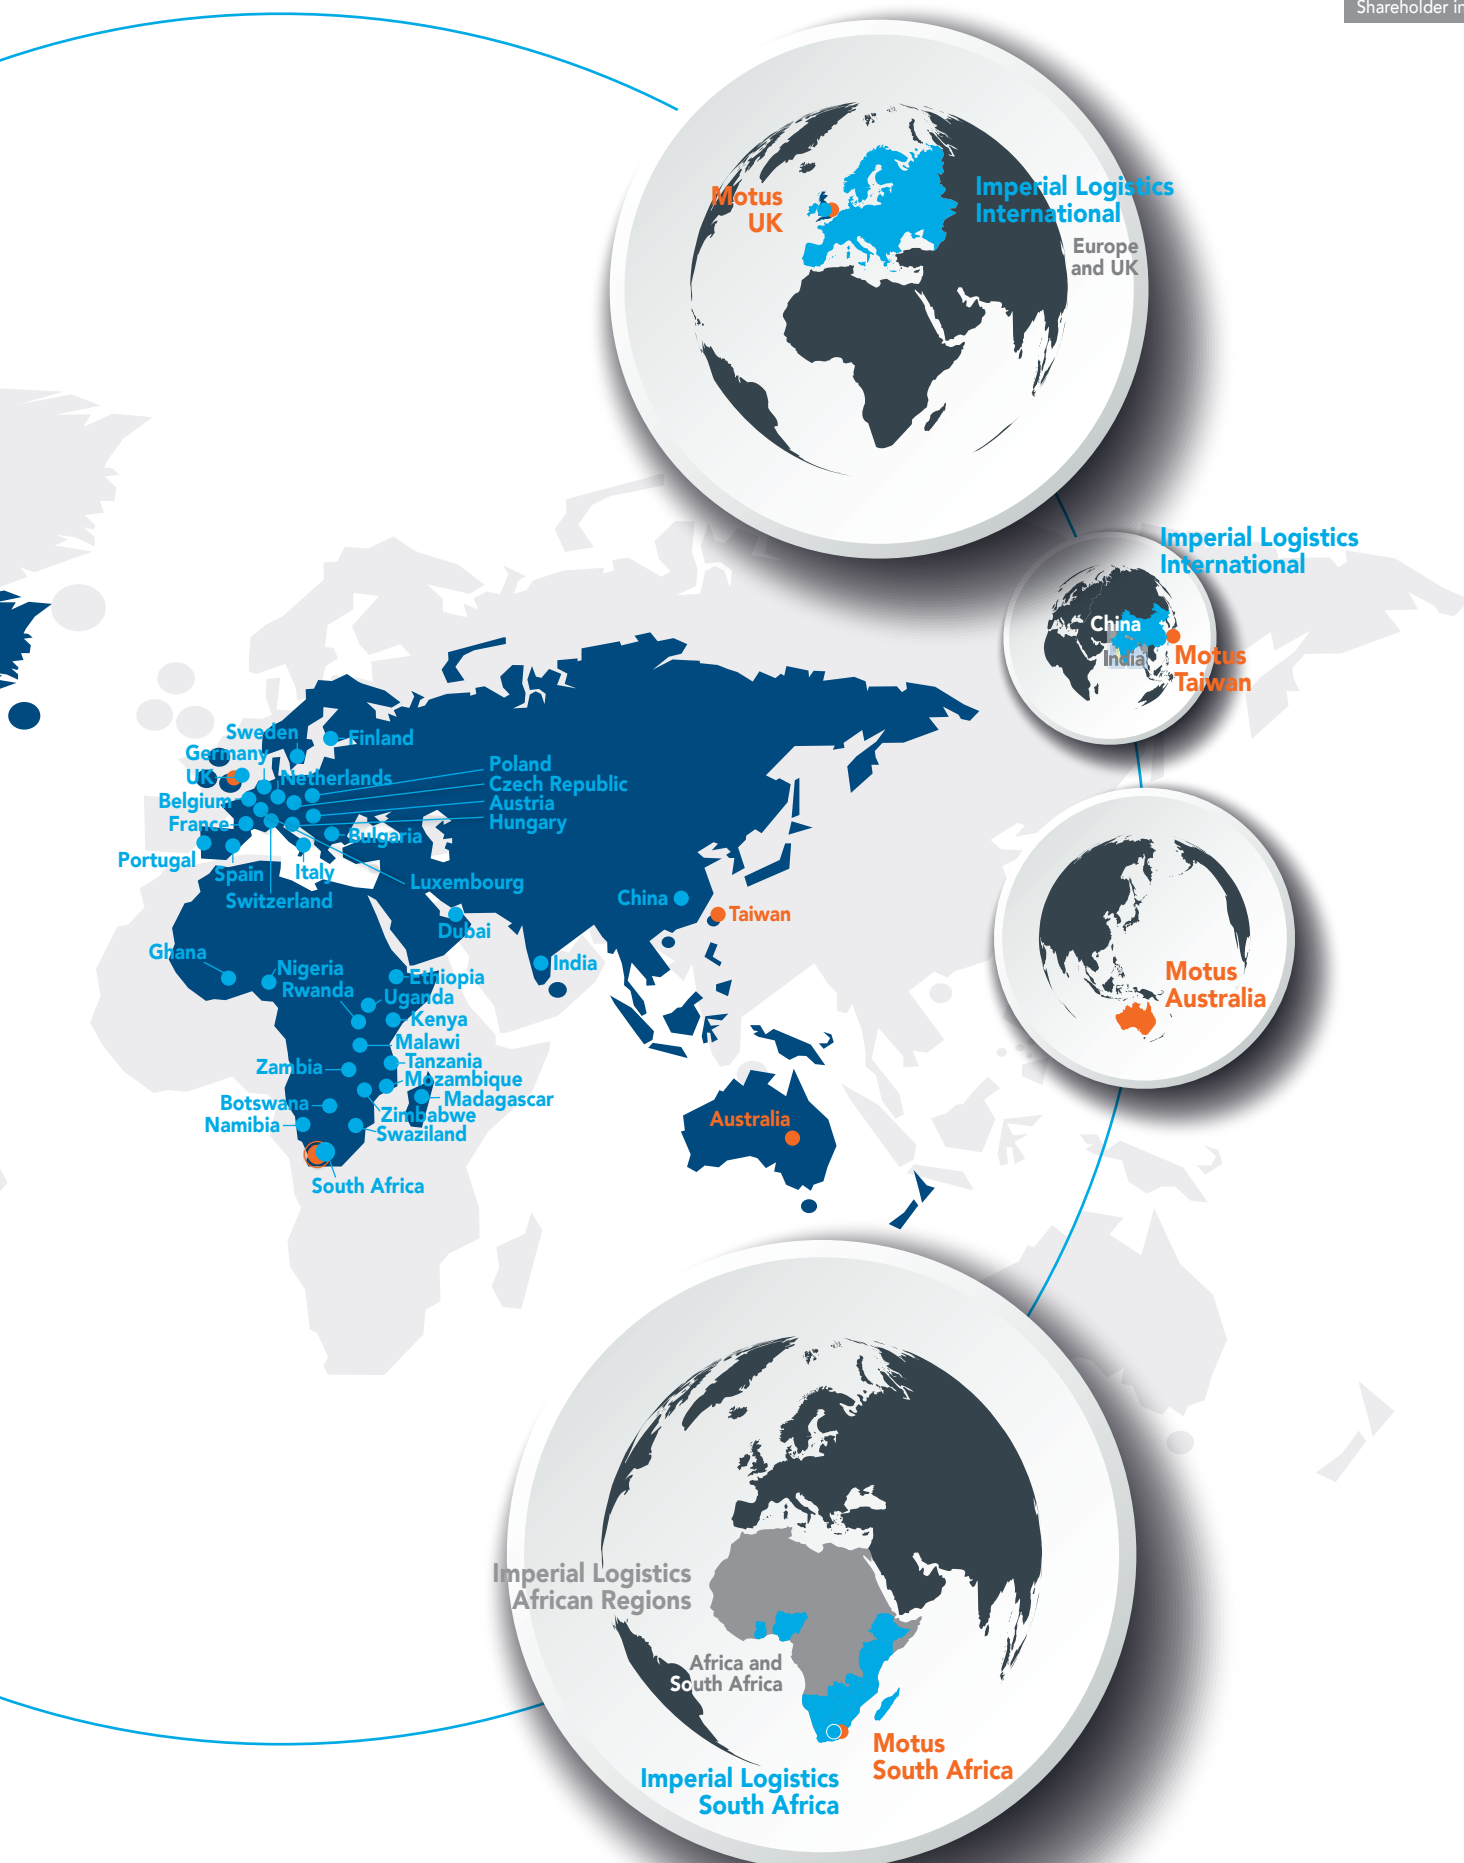 Shareholder in
Motus
UK
Imperial Logistics
International
Europe
and UK
Imperial Logistics
International
China
India
Motus
Taiwan
Sweden
Finland
Germany
UK
Netherlands
Poland
Czech Republic
Austria
Hungary
Belgium
France
Bulgaria
Portugal
Spain
Italy
Switzerland
Luxembourg
China
Taiwan
Dubai
India
Ghana
Nigeria
Rwanda
Ethiopia
Uganda
Kenya
Malawi
Tanzania
Zambia
Mozambique
Madagascar
Botswana
Zimbabwe
Namibia
Swaziland
South Africa
Australia
Motus
Australia
Imperial Logistics
African Regions
Africa and
South Africa
Motus
South Africa
Imperial Logistics
South Africa